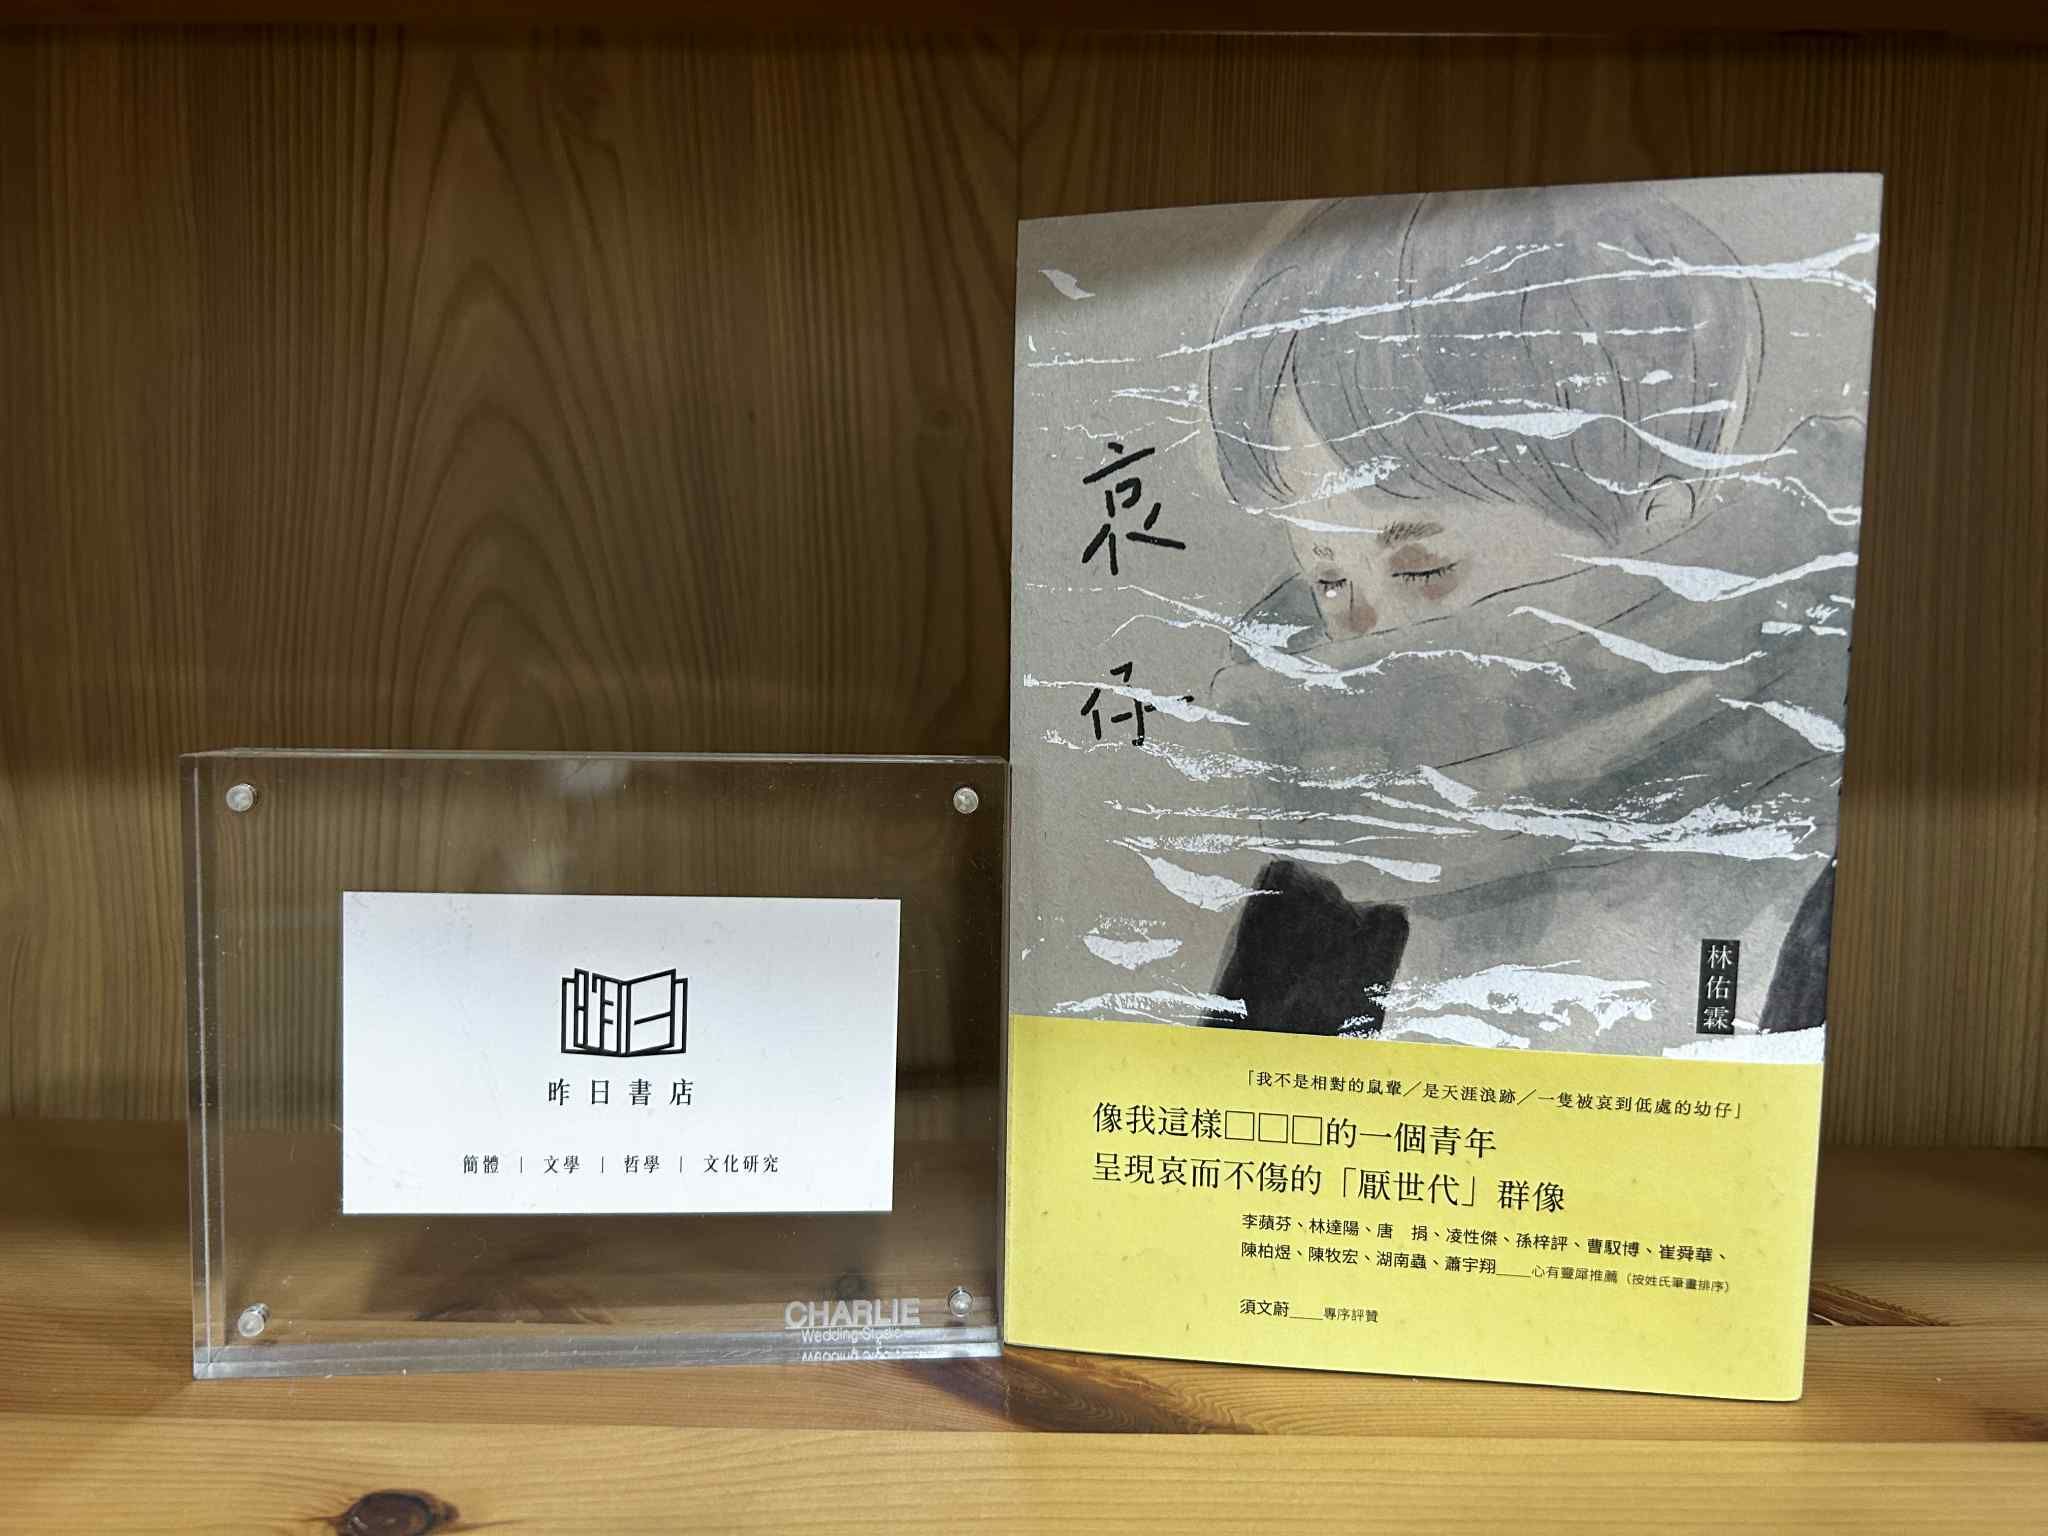 昨日書店
簡體 | 文學 | 哲學 | 文化研究
CHARLIE
Wedding Studio
哀仔
林佑霖
「我不是相對的鼠輩／是天涯浪跡／一隻被哀到低處的幼仔」
像我這樣□□□的一個青年
呈現哀而不傷的「厭世代」群像
李蘋芬、林達陽、唐　捐、凌性傑、孫梓評、曹馭博、崔舜華、
陳柏煜、陳牧宏、湖南蟲、蕭宇翔____心有靈犀推薦（按姓氏筆畫排序）
須文蔚____專序評贊